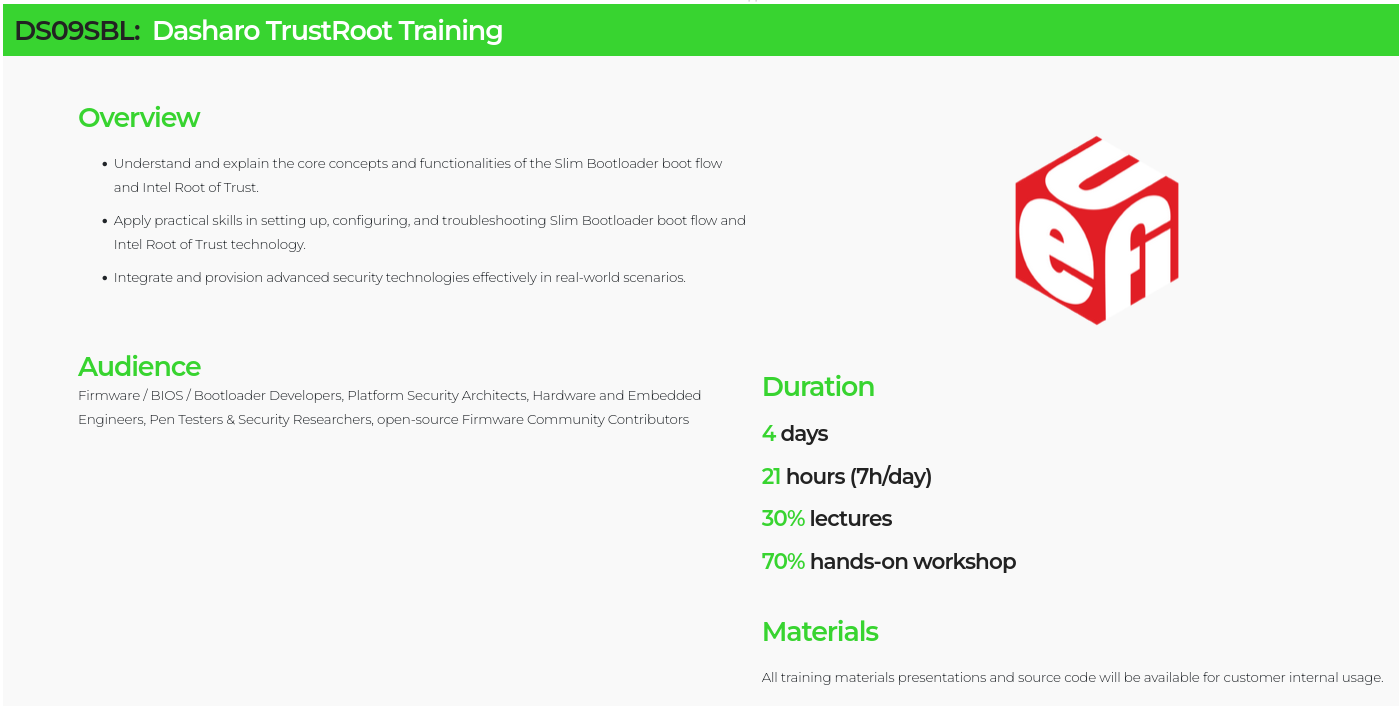 DS09SBL: Dasharo TrustRoot Training
Overview
• Understand and explain the core concepts and functionalities of the Slim Bootloader boot flow
and Intel Root of Trust.
• Apply practical skills in setting up, configuring, and troubleshooting Slim Bootloader boot flow and
Intel Root of Trust technology.
• Integrate and provision advanced security technologies effectively in real-world scenarios.
UEFI
Audience
Firmware / BIOS / Bootloader Developers, Platform Security Architects, Hardware and Embedded
Engineers, Pen Testers & Security Researchers, open-source Firmware Community Contributors
Duration
4 days
21 hours (7h/day)
30% lectures
70% hands-on workshop
Materials
All training materials presentations and source code will be available for customer internal usage.